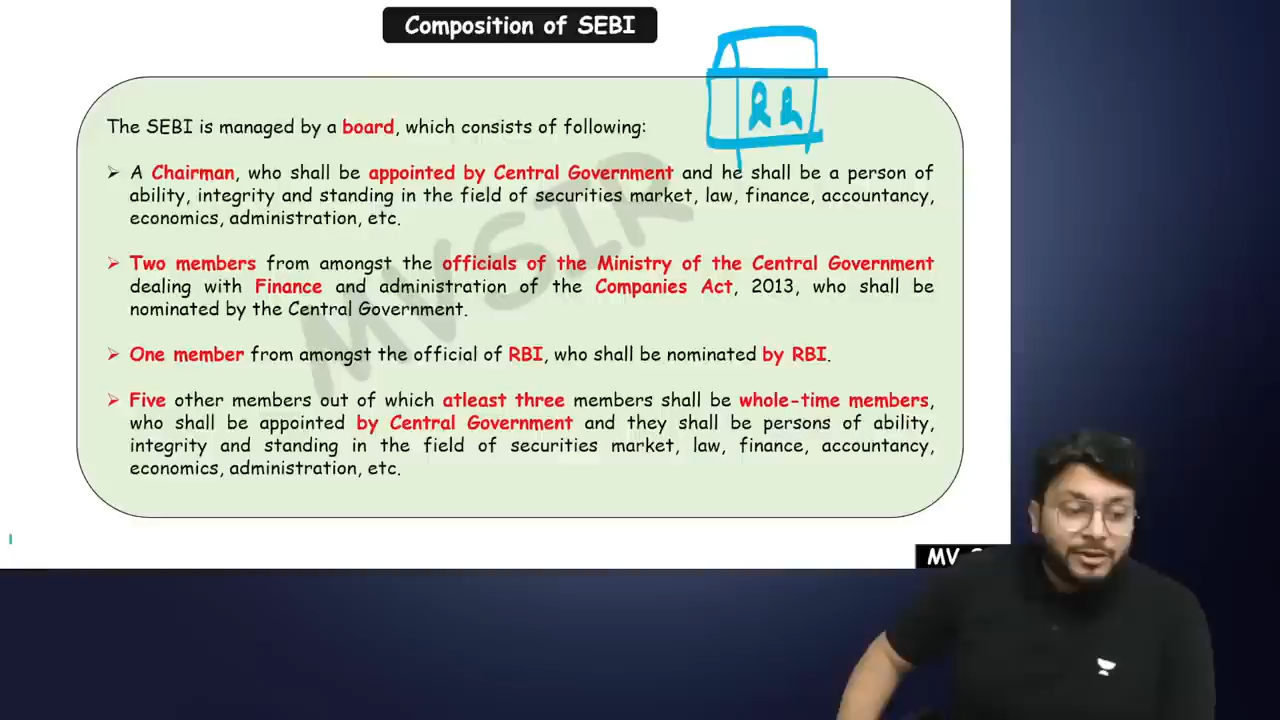 Composition of SEBI
The SEBI is managed by a board, which consists of following:
➢ A Chairman, who shall be appointed by Central Government and he shall be a person of
ability, integrity and standing in the field of securities market, law, finance, accountancy,
economics, administration, etc.
➢ Two members from amongst the officials of the Ministry of the Central Government
dealing with Finance and administration of the Companies Act, 2013, who shall be
nominated by the Central Government.
➢ One member from amongst the official of RBI, who shall be nominated by RBI.
➢ Five other members out of which atleast three members shall be whole-time members,
who shall be appointed by Central Government and they shall be persons of ability,
integrity and standing in the field of securities market, law, finance, accountancy,
economics, administration, etc.
MVSIR
MV